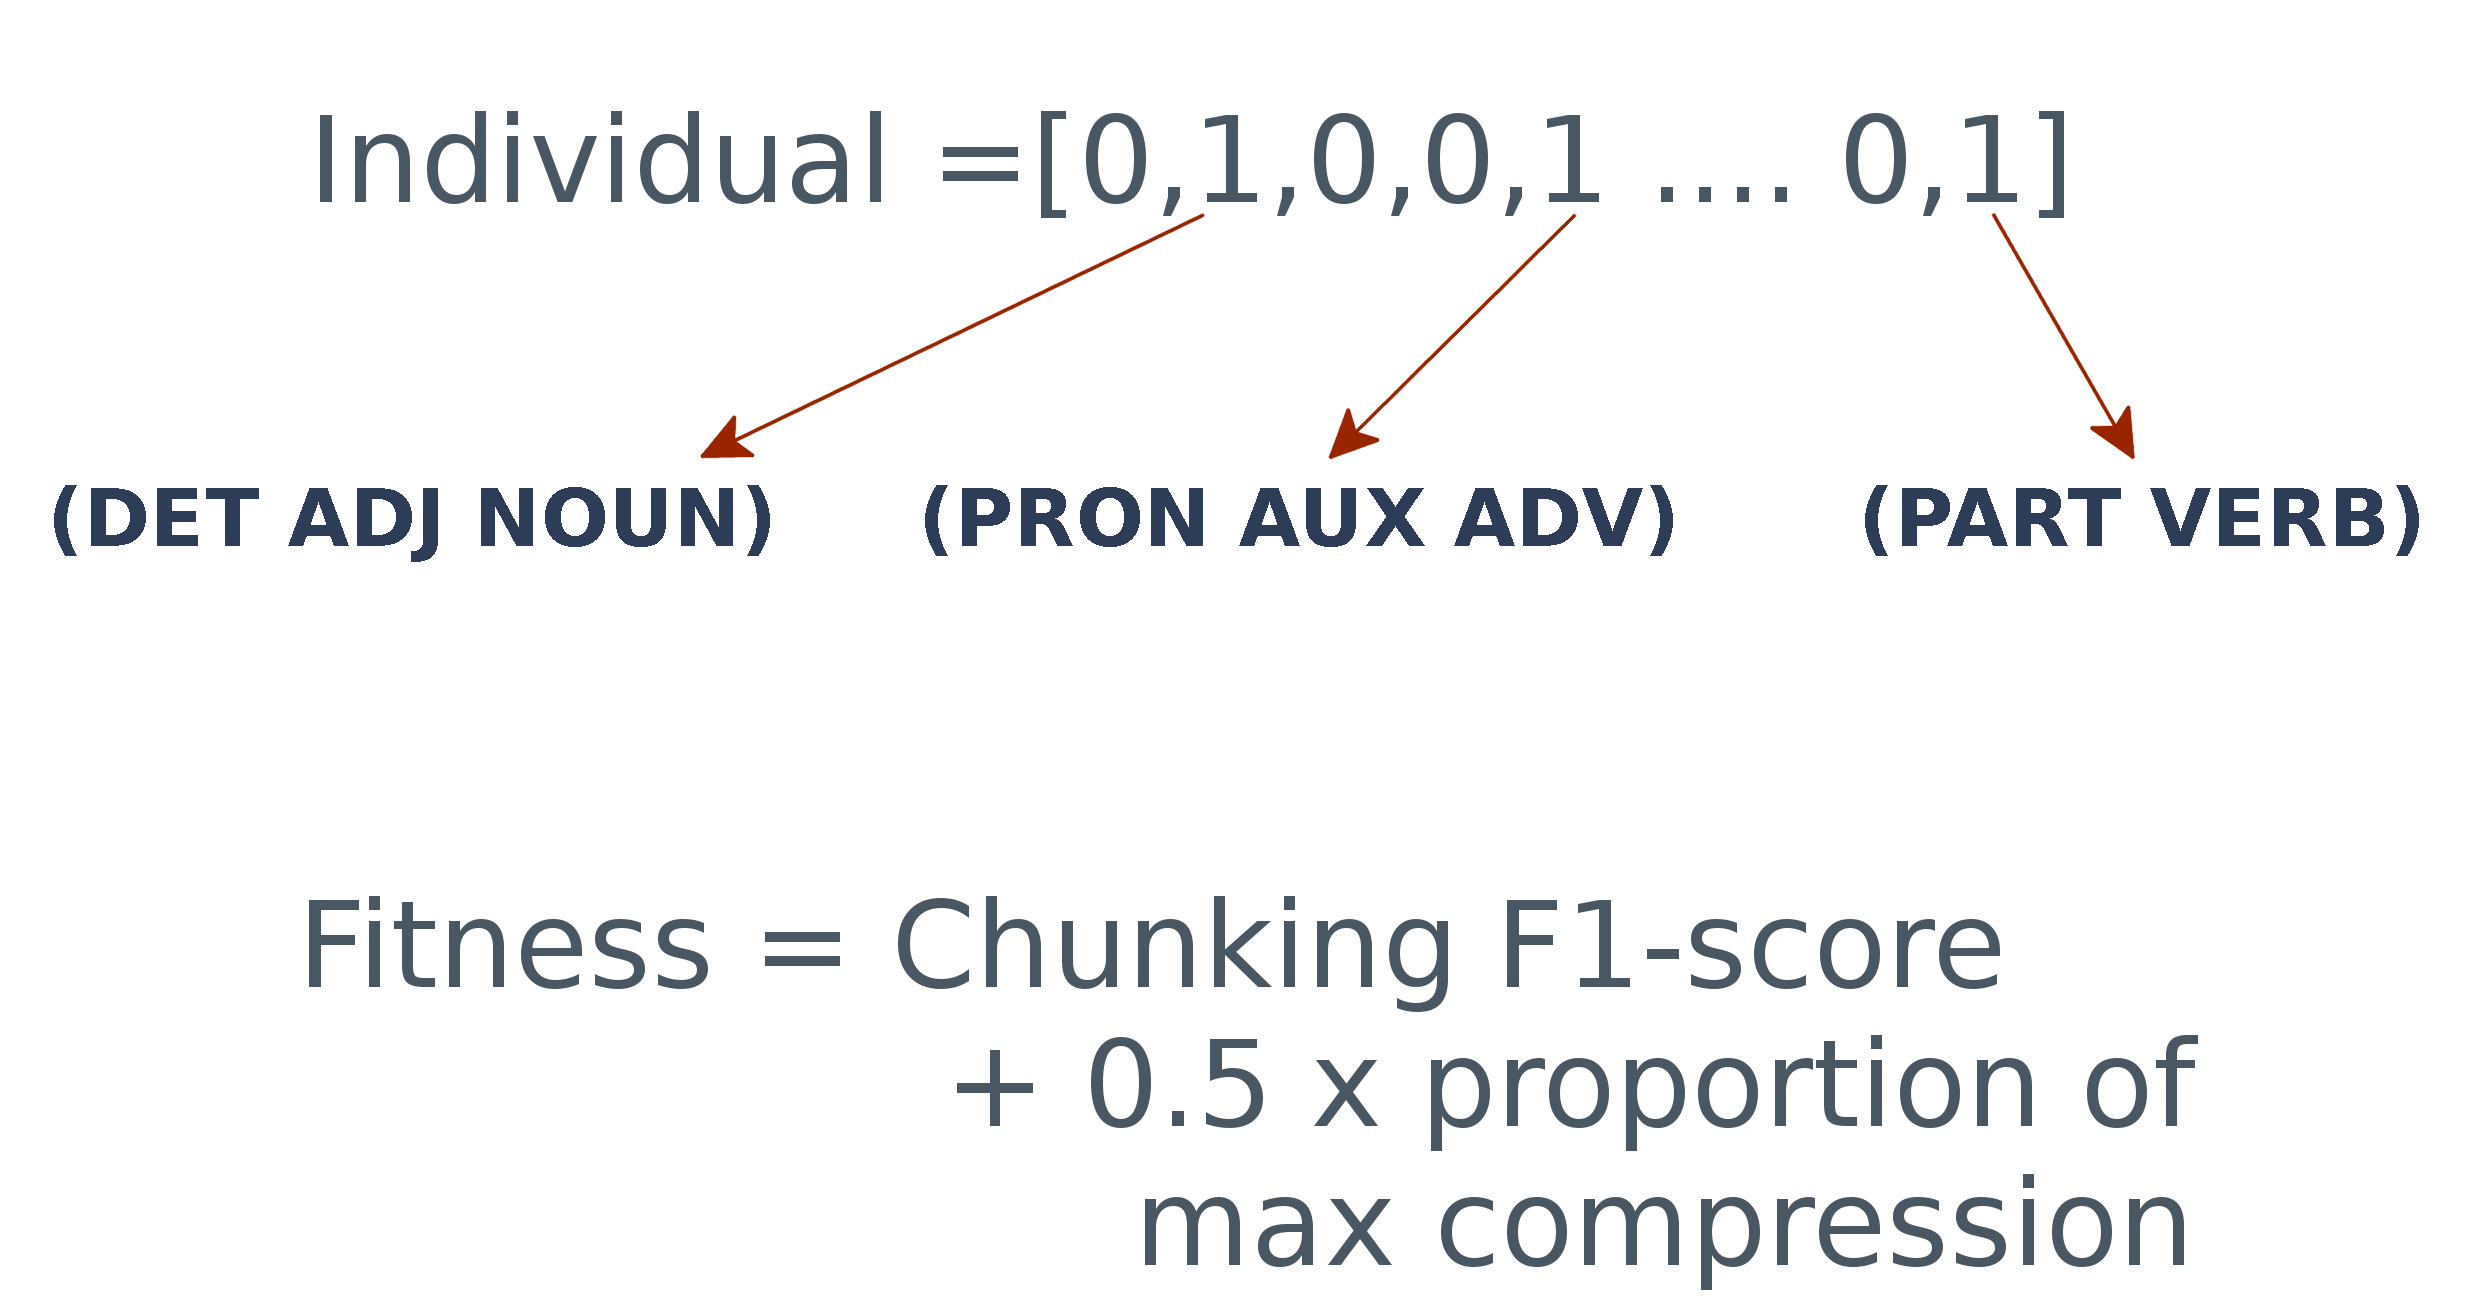 Individual =[0,1,0,0,1 .... 0,1]
(DET ADJ NOUN) (PRON AUX ADV) (PART VERB)
Fitness = Chunking F1-score
+ 0.5 x proportion of
max compression